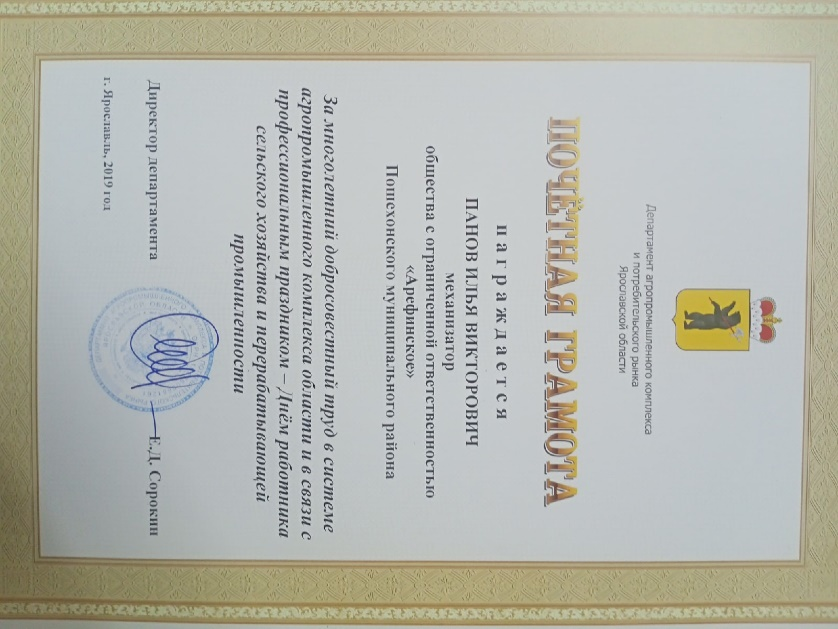 Департамент агропромышленного комплекса
и потребительского рынка
Ярославской области
ПОЧЁТНАЯ ГРАМОТА
награждается
ПАНОВ ИЛЬЯ ВИКТОРОВИЧ
механизатор
общества с ограниченной ответственностью
«Арефинское»
Пошехонского муниципального района
За многолетний добросовестный труд в системе
агропромышленного комплекса области и в связи с
профессиональным праздником – Днём работника
сельского хозяйства и перерабатывающей
промышленности
Директор департамента Е.Д. Сорокин
г. Ярославль, 2019 год